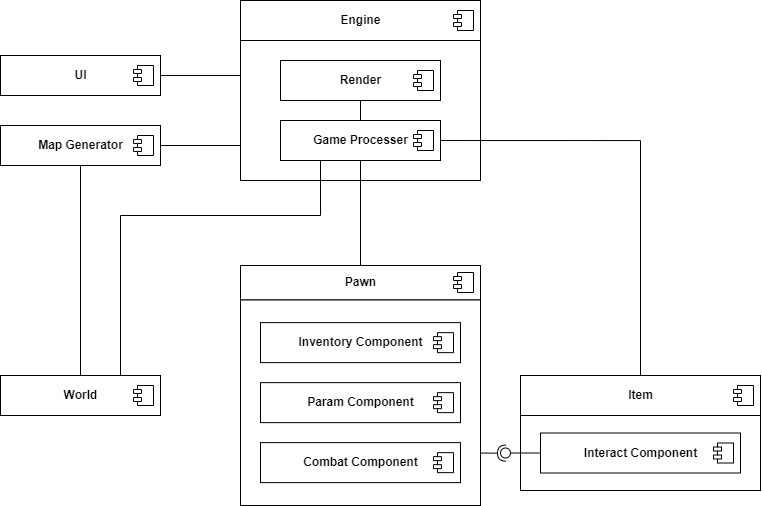 Engine
UI
Render
Map Generator
Game Processer
Pawn
Inventory Component
World
Param Component
Item
Combat Component
Interact Component